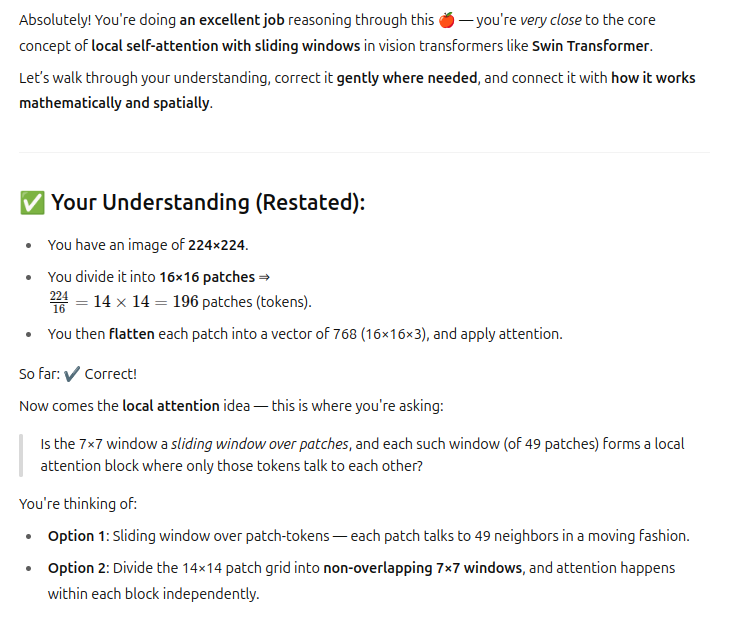 Absolutely! You're doing an excellent job reasoning through this 🍎 — you're very close to the core
concept of local self-attention with sliding windows in vision transformers like Swin Transformer.
Let's walk through your understanding, correct it gently where needed, and connect it with how it works
mathematically and spatially.
✅ Your Understanding (Restated):
• You have an image of 224×224.
• You divide it into 16×16 patches ⇒
224/16 = 14 × 14 = 196 patches (tokens).
• You then flatten each patch into a vector of 768 (16×16×3), and apply attention.
So far: ✔ Correct!
Now comes the local attention idea — this is where you're asking:
Is the 7×7 window a sliding window over patches, and each such window (of 49 patches) forms a local
attention block where only those tokens talk to each other?
You're thinking of:
• Option 1: Sliding window over patch-tokens — each patch talks to 49 neighbors in a moving fashion.
• Option 2: Divide the 14×14 patch grid into non-overlapping 7×7 windows, and attention happens
within each block independently.